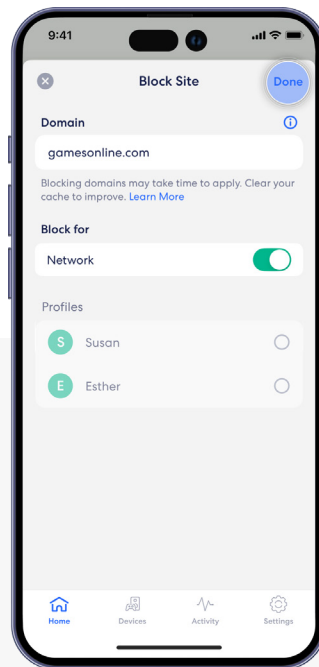 9:41
Block Site
Done
Domain
gamesonline.com
Blocking domains may take time to apply. Clear your
cache to improve. Learn More
Block for
Network
Profiles
S Susan
E Esther
Home Devices Activity Settings